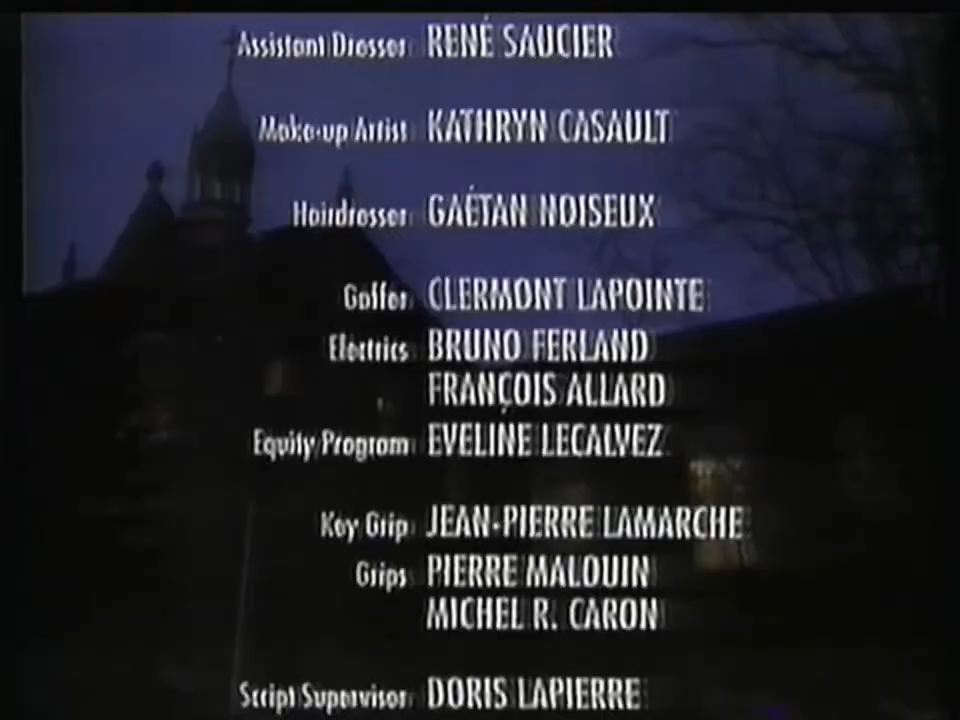 Assistant Dresser RENÉ SAUCIER
Make-up Artist KATHRYN CASAULT
Hairdresser GAÉTAN NOISEUX
Gaffer CLERMONT LAPOINTE
Electrics BRUNO FERLAND
FRANÇOIS ALLARD
Equity Program EVELINE LECALVEZ
Key Grip JEAN-PIERRE LAMARCHE
Grips PIERRE MALOUIN
MICHEL R. CARON
Script Supervisor DORIS LAPIERRE